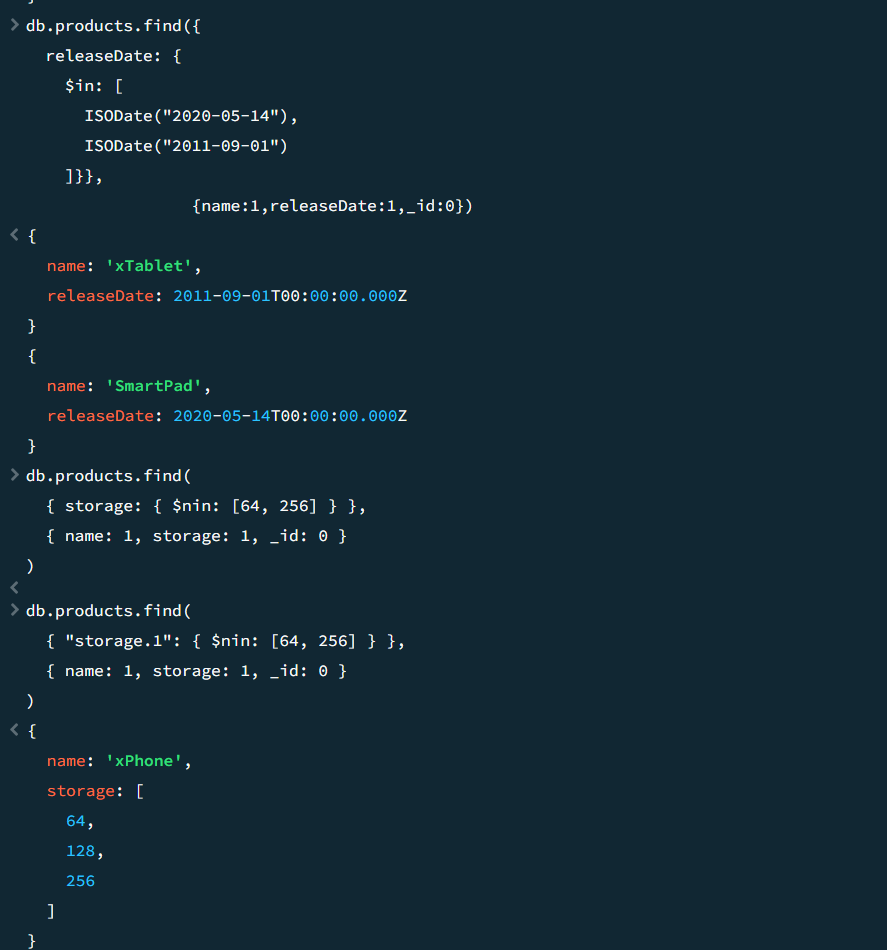 > db.products.find({
releaseDate: {
$in: [
ISODate("2020-05-14"),
ISODate("2011-09-01")
]}},
{name:1,releaseDate:1,_id:0})
< {
name: 'xTablet',
releaseDate: 2011-09-01T00:00:00.000Z
}
{
name: 'SmartPad',
releaseDate: 2020-05-14T00:00:00.000Z
}
> db.products.find(
{ storage: { $nin: [64, 256] } },
{ name: 1, storage: 1, _id: 0 }
)
<
> db.products.find(
{ "storage.1": { $nin: [64, 256] } },
{ name: 1, storage: 1, _id: 0 }
)
< {
name: 'xPhone',
storage: [
64,
128,
256
]
}